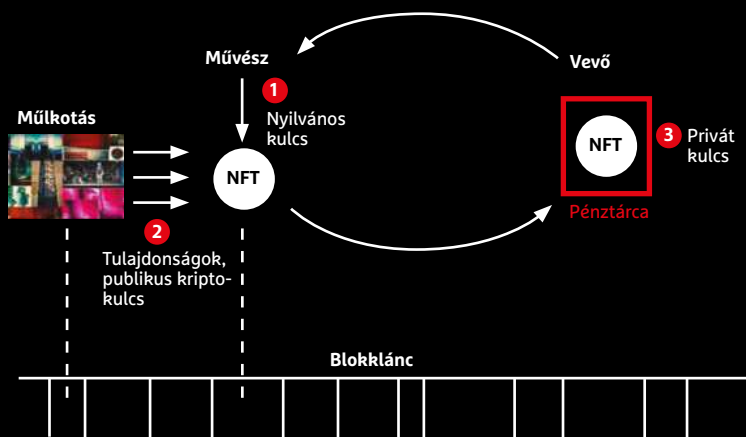 Művész
Vevő
1
Nyilvános
kulcs
Műlkotás
NFT
NFT
3
Privát
kulcs
Pénztárca
2
Tulajdonságok,
publikus kripto-
kulcs
Blokklánc